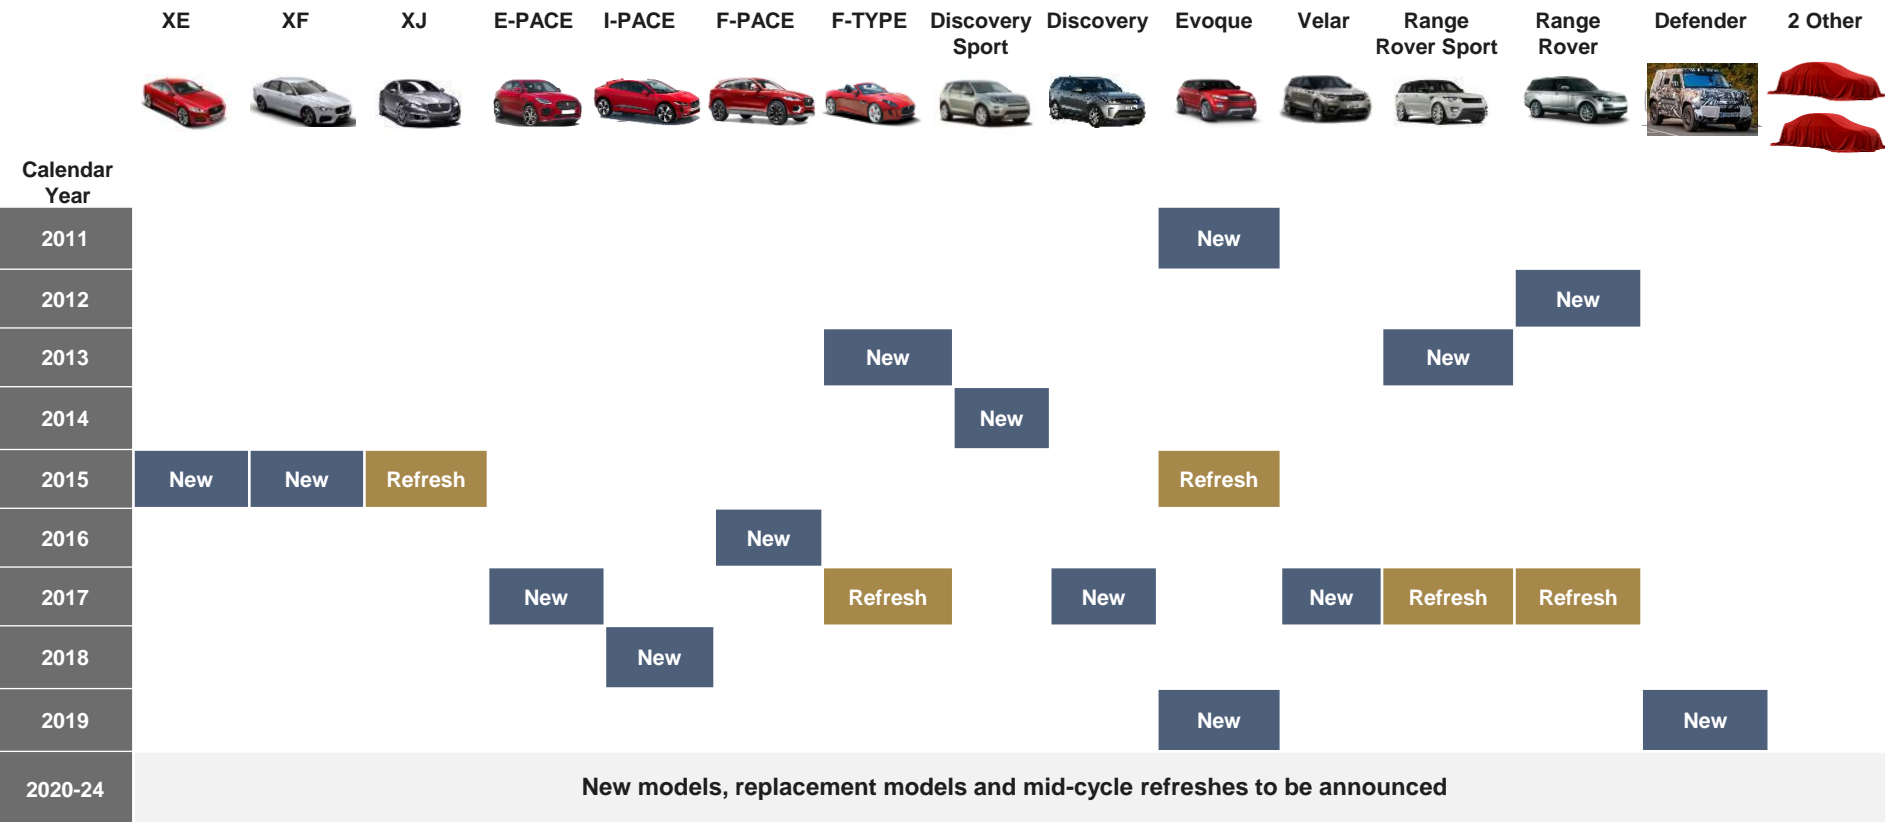 XE XF XJ E-PACE I-PACE F-PACE F-TYPE Discovery Sport Discovery Evoque Velar Range Rover Sport Range Rover Defender 2 Other
Calendar
Year
2011 New
2012 New
2013 New New
2014 New
2015 New New Refresh Refresh
2016 New
2017 New Refresh New New Refresh Refresh
2018 New
2019 New New
2020-24 New models, replacement models and mid-cycle refreshes to be announced